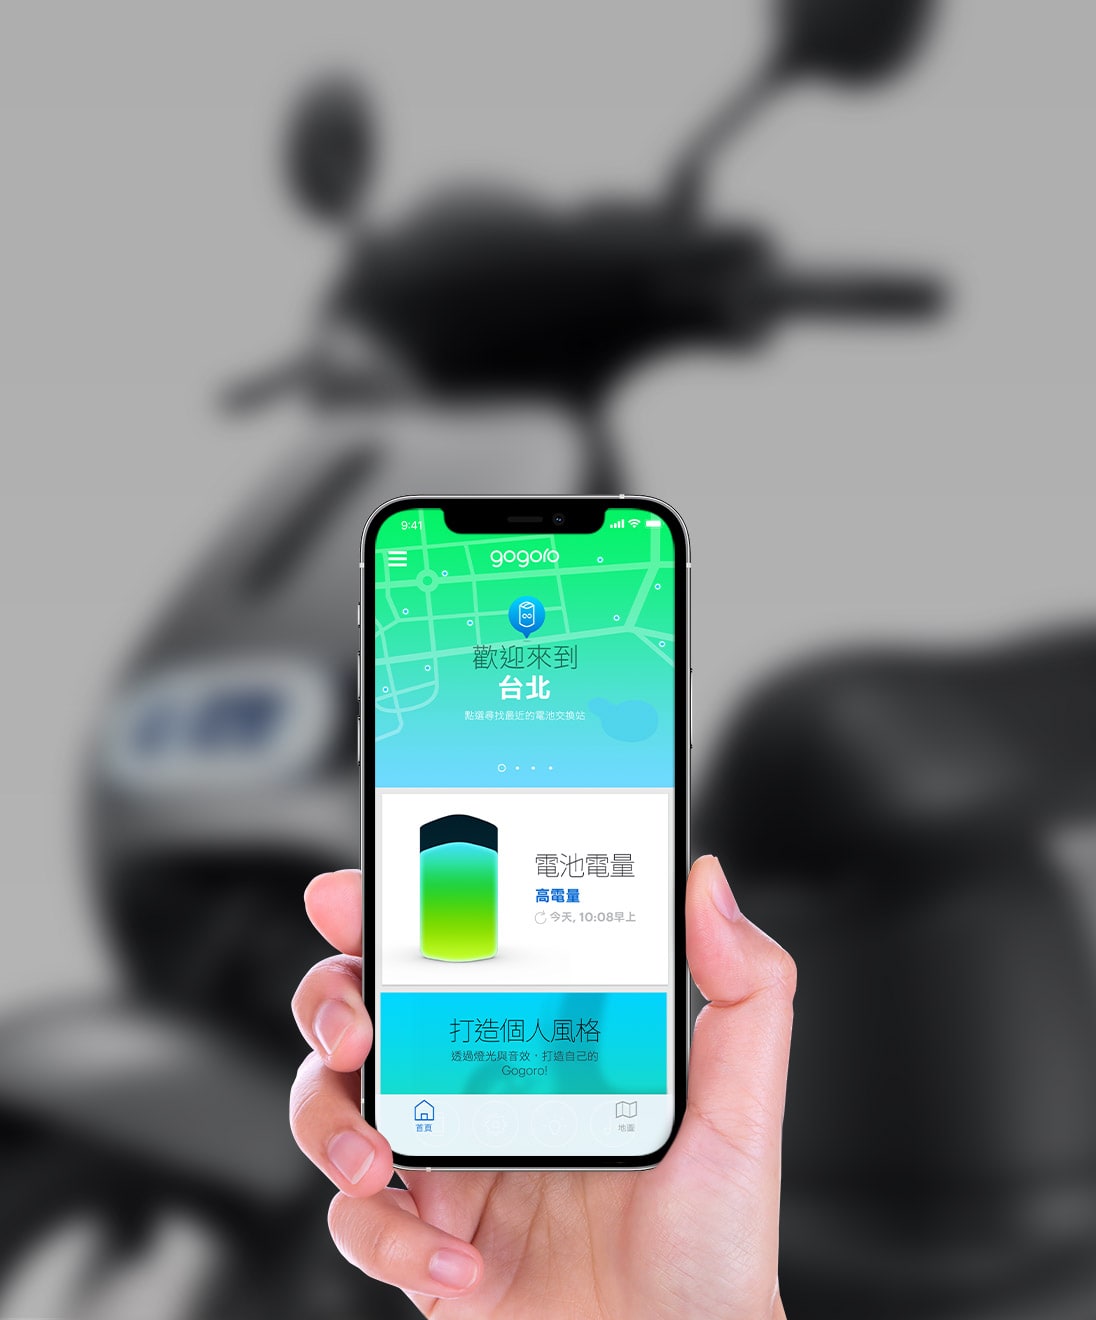 9:41
gogoro
歡迎來到
台北
點選尋找最近的電池交換站
電池電量
高電量
今天, 10:08早上
打造個人風格
透過燈光與音效，打造自己的
Gogoro!
首頁
地圖